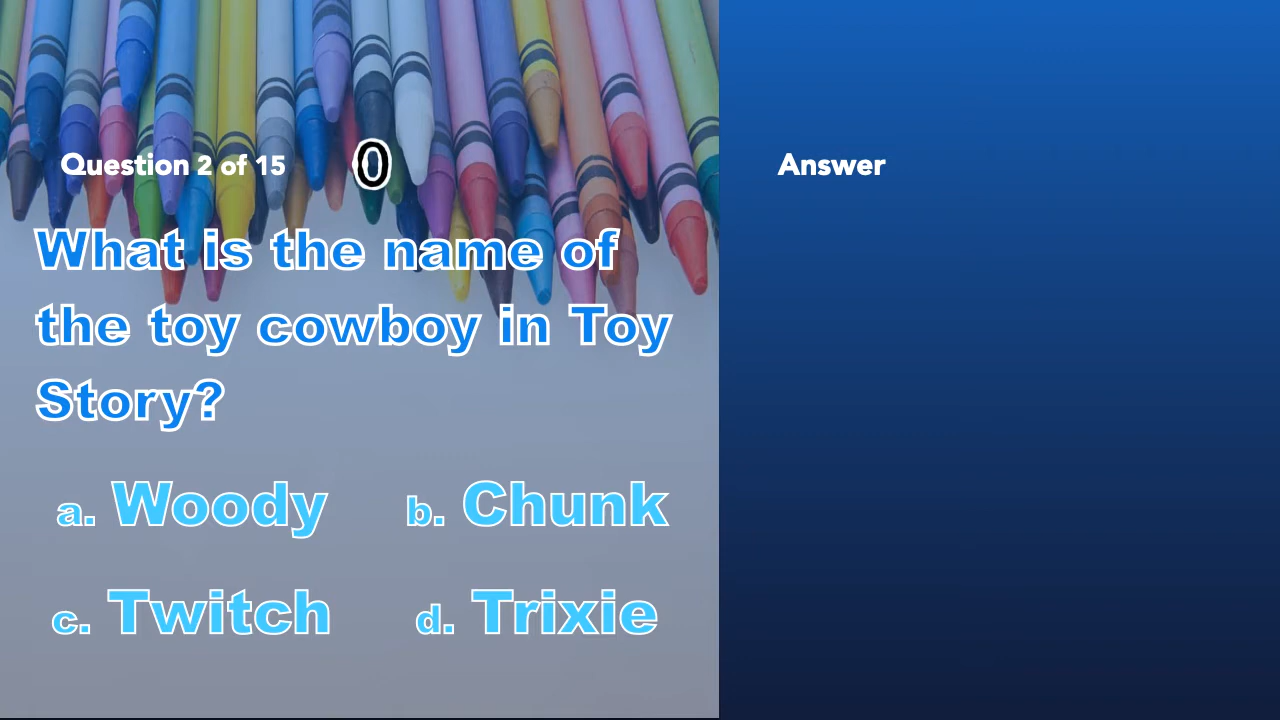 Question 2 of 15
0
Answer
What is the name of
the toy cowboy in Toy
Story?
a. Woody
b. Chunk
c. Twitch
d. Trixie